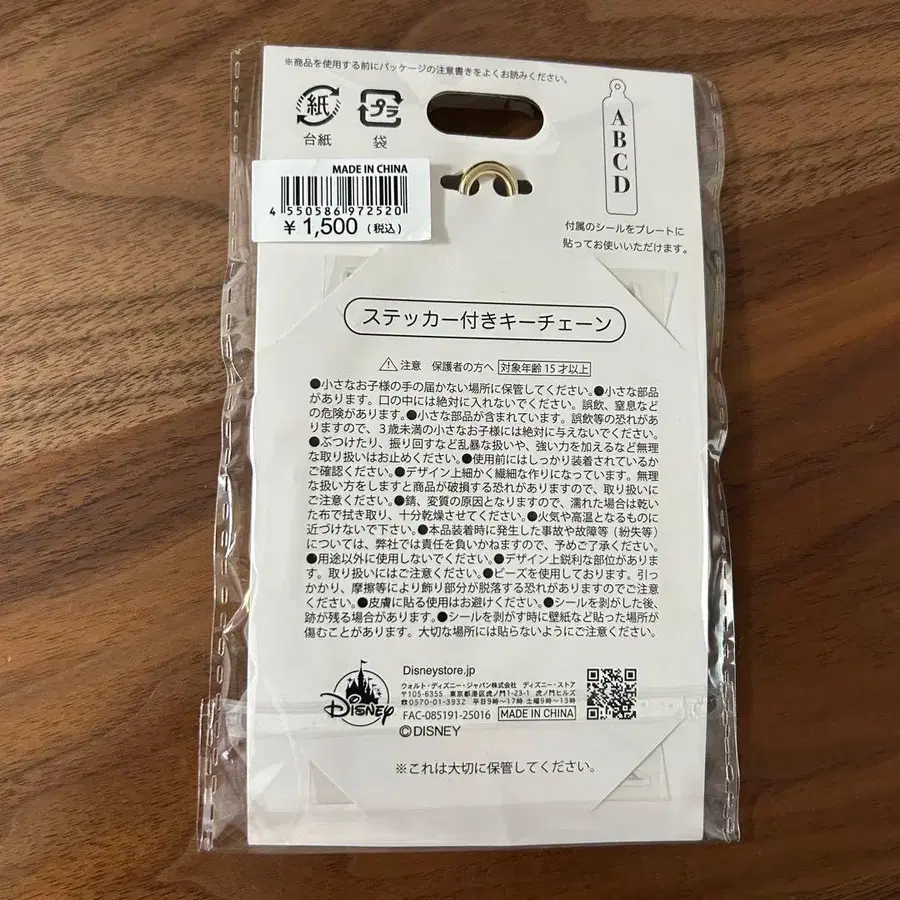 ※商品を使用する前にパッケージの注意書きをよくお読みください。
紙
台紙
プラ
袋
A
B
C
D
付属のシールをプレートに
貼ってお使いいただけます。
MADE IN CHINA
4 550586 972520
¥ 1,500 (税込)
ステッカー付きキーチェーン
注意 保護者の方へ 対象年齢15才以上
●小さなお子様の手の届かない場所に保管してください。●小さな部品
があります。口の中には絶対に入れないでください。誤飲、窒息など
の危険があります。●小さな部品が含まれています。誤飲等の恐れがあ
りますので、3歳未満の小さなお子様には絶対に与えないでください。
●ぶつけたり、振り回すなど乱暴な扱いや、強い力を加えるなど無理
な取り扱いはお止めください。●使用前にはしっかり装着されているか
ご確認ください。●デザイン上細かく繊細な作りになっています。無理
な扱い方をしますと商品が破損する恐れがありますので、取り扱いに
ご注意ください。●錆、変質の原因となりますので、濡れた場合は乾い
た布で拭き取り、十分乾燥させてください。●火気や高温となるものに
近づけないで下さい。●本品装着時に発生した事故や故障等（紛失等）
については、弊社では責任を負いかねますので、予めご了承ください。
●用途以外に使用しないでください。●デザイン上鋭利な部位がありま
す。取り扱いにはご注意ください。●ビーズを使用しております。引っ
かかり、摩擦等により飾り部分が脱落する恐れがありますのでご注意
ください。●皮膚に貼る使用はお避けください。●シールを剥がした後、
跡が残る場合があります。●シールを剥がす時に壁紙など貼った場所が
傷むことがあります。大切な場所には貼らないようにご注意ください。
Disney
Disneystore.jp
ウォルト・ディズニー・ジャパン株式会社 ディズニー・ストア
〒105-6355 東京都港区虎ノ門1-23-1 虎ノ門ヒルズ
☎0570-01-3932 平日9時～17時 土曜9時～13時
FAC-085191-25016 MADE IN CHINA
©DISNEY
※これは大切に保管してください。